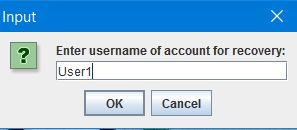 Input
Enter username of account for recovery:
User1
OK Cancel